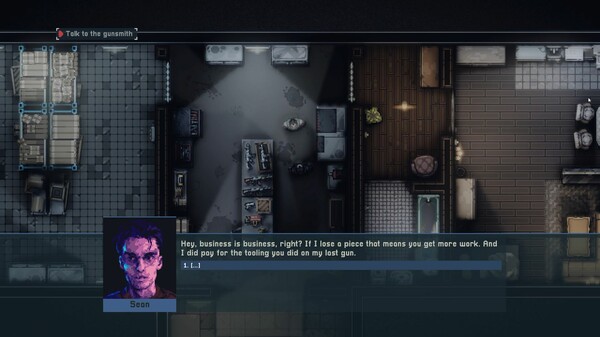 Talk to the gunsmith
Hey, business is business, right? If I lose a piece that means you get more work. And
I did pay for the tooling you did on my last gun.
1. [...]
Sean